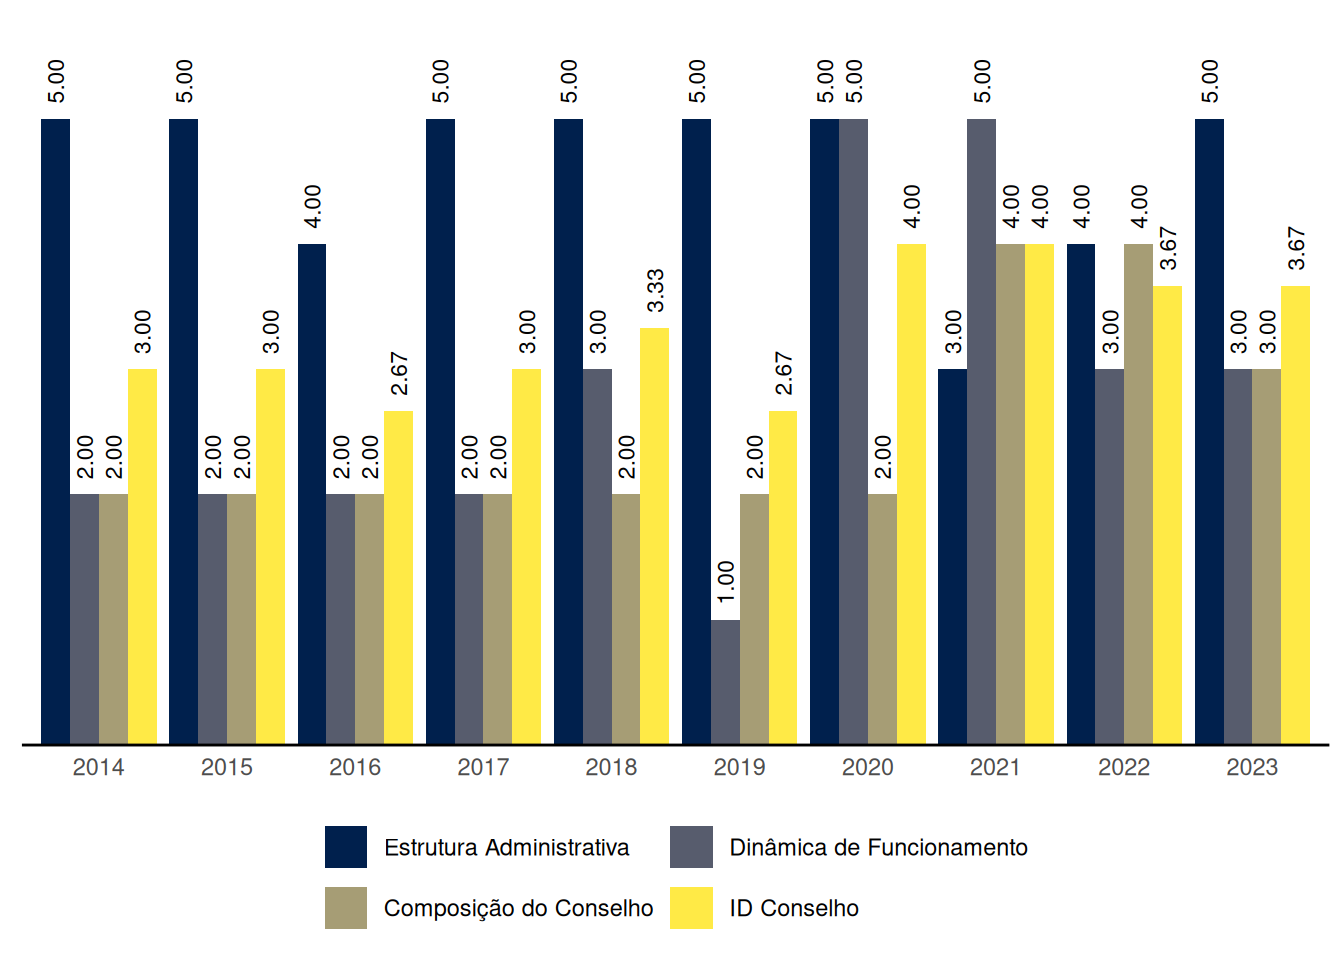 5.00 2.00 2.00 3.00
5.00 2.00 2.00 3.00
4.00 2.00 2.00 2.67
5.00 2.00 2.00 3.00
5.00 3.00 2.00 3.33
5.00 1.00 2.00 2.67
5.00 5.00 2.00 4.00
3.00 5.00 4.00 4.00
4.00 3.00 4.00 3.67
5.00 3.00 3.00 3.67
2014 2015 2016 2017 2018 2019 2020 2021 2022 2023
Estrutura Administrativa Dinâmica de Funcionamento
Composição do Conselho ID Conselho